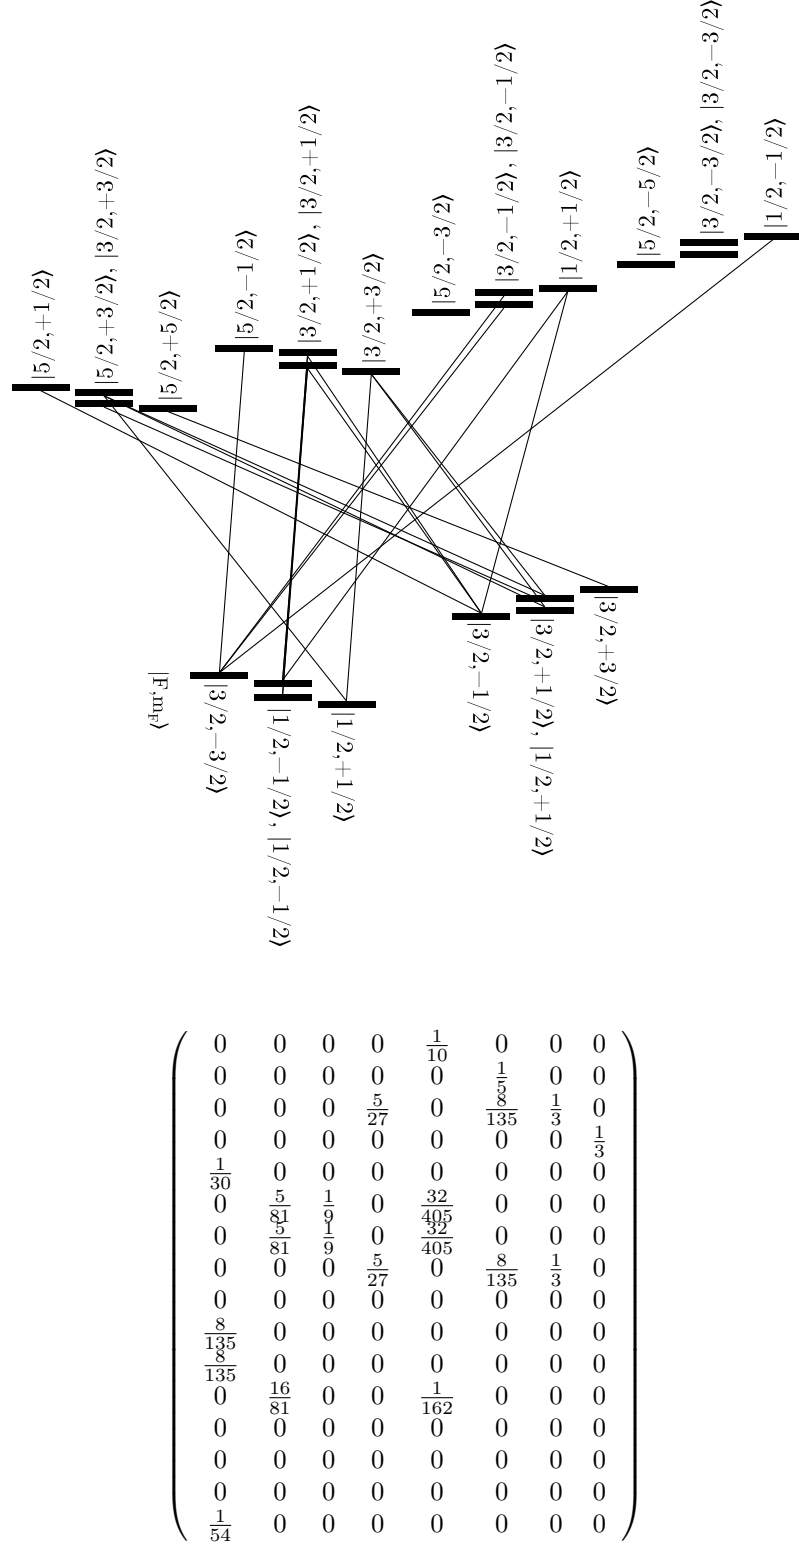 |5/2,+1/2⟩
|5/2,+3/2⟩, |3/2,+3/2⟩
|5/2,+5/2⟩
|5/2,−1/2⟩
|3/2,+1/2⟩, |3/2,+1/2⟩
|3/2,+3/2⟩
|5/2,−3/2⟩
|3/2,−1/2⟩, |3/2,−1/2⟩
|1/2,+1/2⟩
|5/2,−5/2⟩
|3/2,−3/2⟩, |3/2,−3/2⟩
|1/2,−1/2⟩
|F,m_F⟩
|3/2,−3/2⟩
|1/2,−1/2⟩, |1/2,−1/2⟩
|1/2,+1/2⟩
|3/2,−1/2⟩
|3/2,+1/2⟩, |1/2,+1/2⟩
|3/2,+3/2⟩
0 0 0 0 1/10 0 0 0
0 0 0 0 0 1/5 0 0
0 0 0 5/27 0 8/135 1/3 0
0 0 0 0 0 0 0 1/3
1/30 0 0 0 0 0 0 0
0 5/81 1/9 0 32/405 0 0 0
0 5/81 1/9 0 32/405 0 0 0
0 0 0 5/27 0 8/135 1/3 0
0 0 0 0 0 0 0 0
8/135 0 0 0 0 0 0 0
8/135 0 0 0 0 0 0 0
0 16/81 0 0 1/162 0 0 0
0 0 0 0 0 0 0 0
0 0 0 0 0 0 0 0
0 0 0 0 0 0 0 0
1/54 0 0 0 0 0 0 0